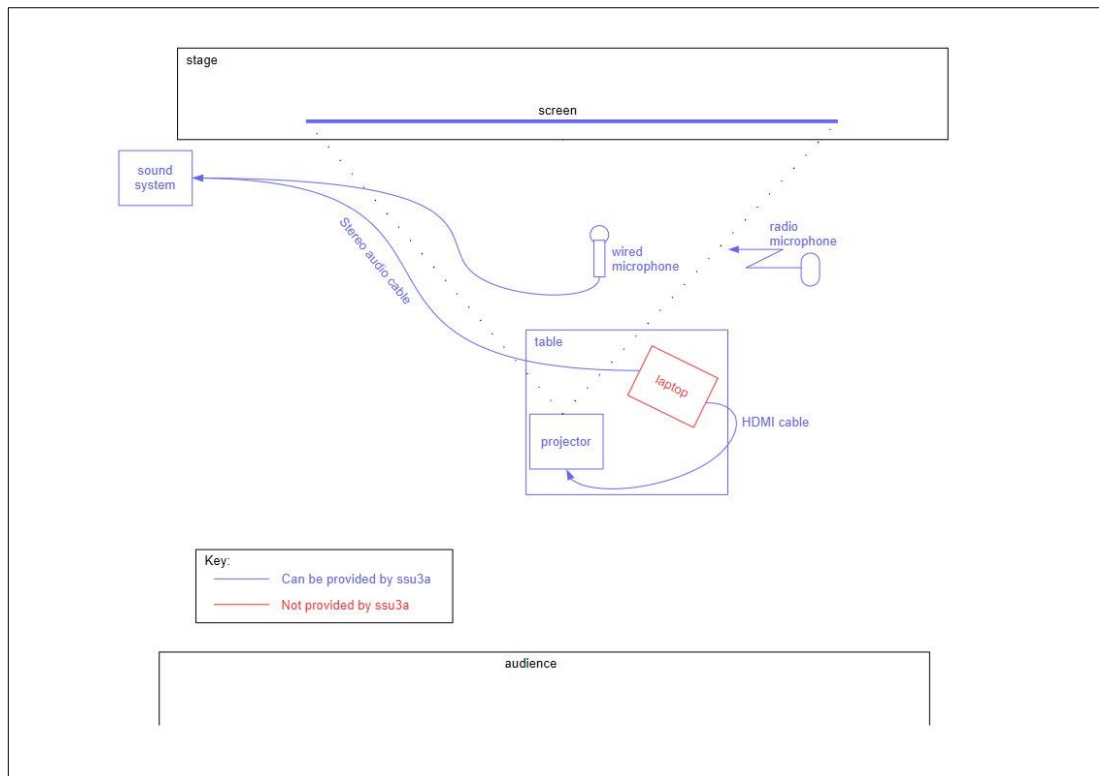 stage
screen
sound
system
Stereo audio cable
wired
microphone
radio
microphone
table
laptop
HDMI cable
projector
Key:
Can be provided by ssu3a
Not provided by ssu3a
audience